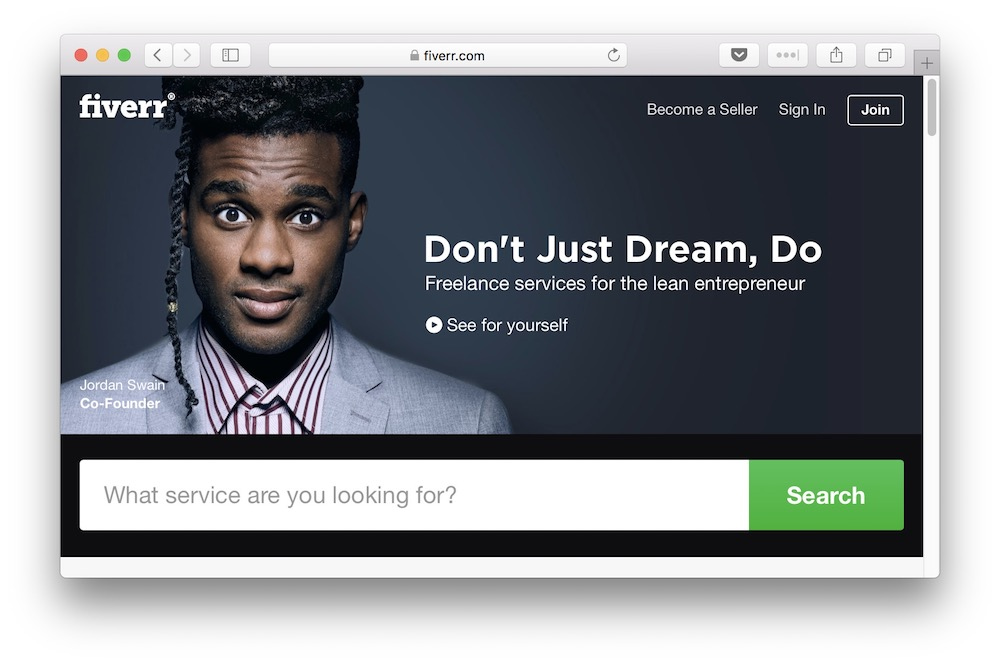 fiverr.com
fiverr®
Become a Seller
Sign In
Join
Don't Just Dream, Do
Freelance services for the lean entrepreneur
See for yourself
Jordan Swain
Co-Founder
What service are you looking for?
Search